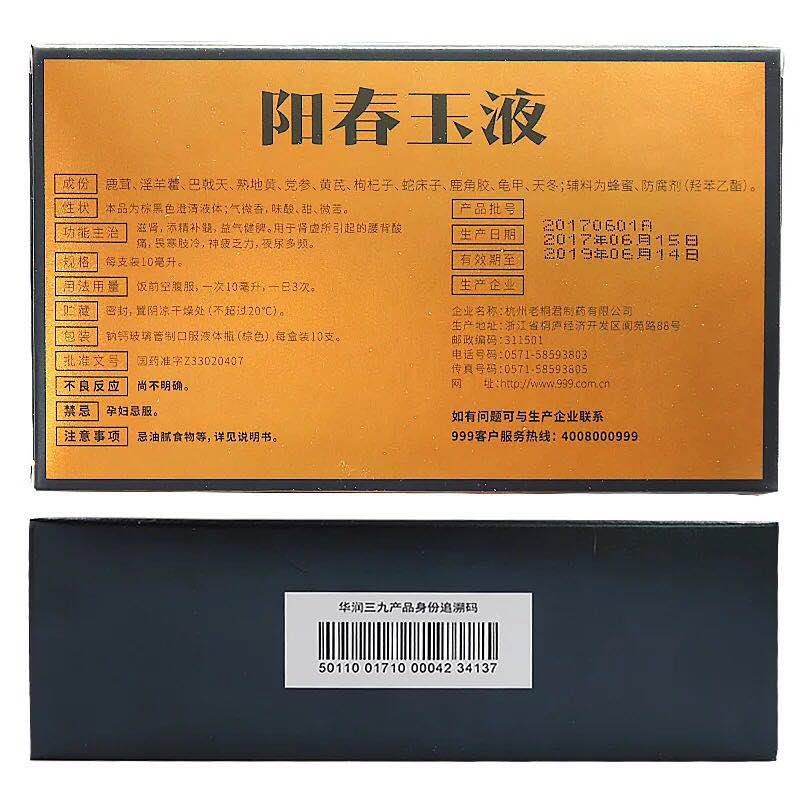 阳春玉液
成份 鹿茸、淫羊藿、巴戟天、熟地黄、党参、黄芪、枸杞子、蛇床子、鹿角胶、龟甲、天冬；辅料为蜂蜜、防腐剂（羟苯乙酯）。
性状 本品为棕黑色澄清液体；气微香，味酸、甜、微苦。
功能主治 滋肾，添精补髓，益气健脾。用于肾虚所引起的腰背酸
痛，畏寒肢冷，神疲乏力，夜尿多频。
规格 每支装10毫升。
用法用量 饭前空腹服，一次10毫升，一日3次。
贮藏 密封，置阴凉干燥处（不超过20℃）。
包装 钠钙玻璃管制口服液体瓶（棕色），每盒装10支。
批准文号 国药准字Z33020407
不良反应 尚不明确。
禁忌 孕妇忌服。
注意事项 忌油腻食物等，详见说明书。
产品批号 20170601A
生产日期 2017年06月15日
有效期至 2019年06月14日
生产企业
企业名称：杭州老桐君制药有限公司
生产地址：浙江省桐庐经济开发区阆苑路88号
邮政编码：311501
电话号码：0571-58593803
传真号码：0571-58593805
网 址：http://www.999.com.cn
如有问题可与生产企业联系
999客户服务热线：4008000999
华润三九产品身份追溯码
50110 01710 00042 34137